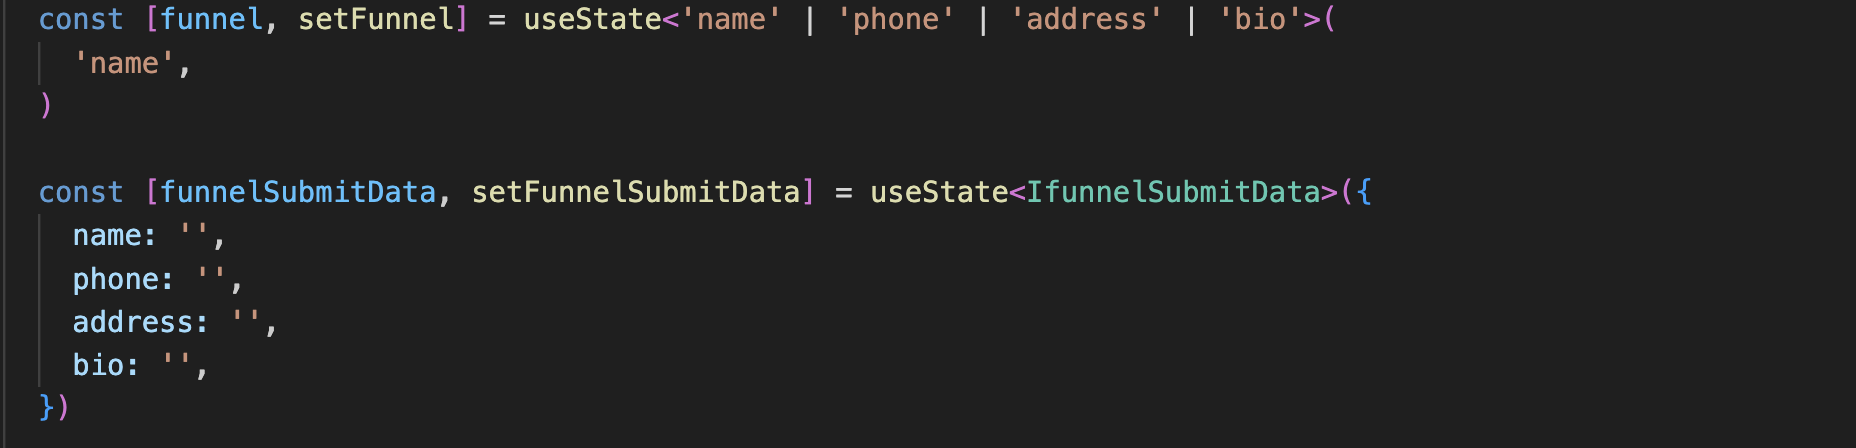 const [funnel, setFunnel] = useState<'name' | 'phone' | 'address' | 'bio'>(
  'name',
)
const [funnelSubmitData, setFunnelSubmitData] = useState<IfunnelSubmitData>({
  name: '',
  phone: '',
  address: '',
  bio: '',
})